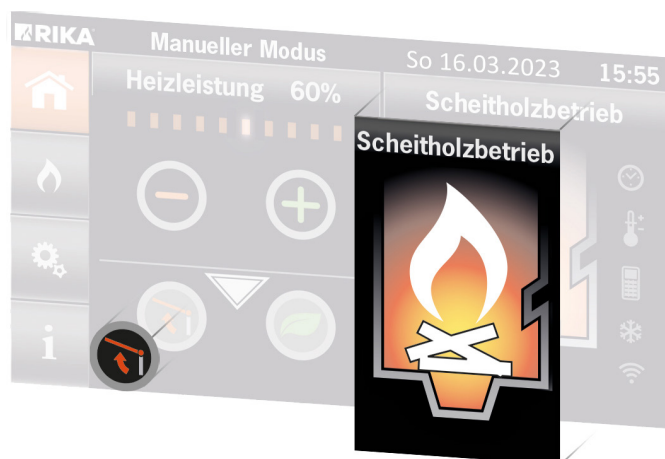 RIKA
Manueller Modus
So 16.03.2023
15:55
Heizleistung 60%
Scheitholzbetrieb
Scheitholzbetrieb
i